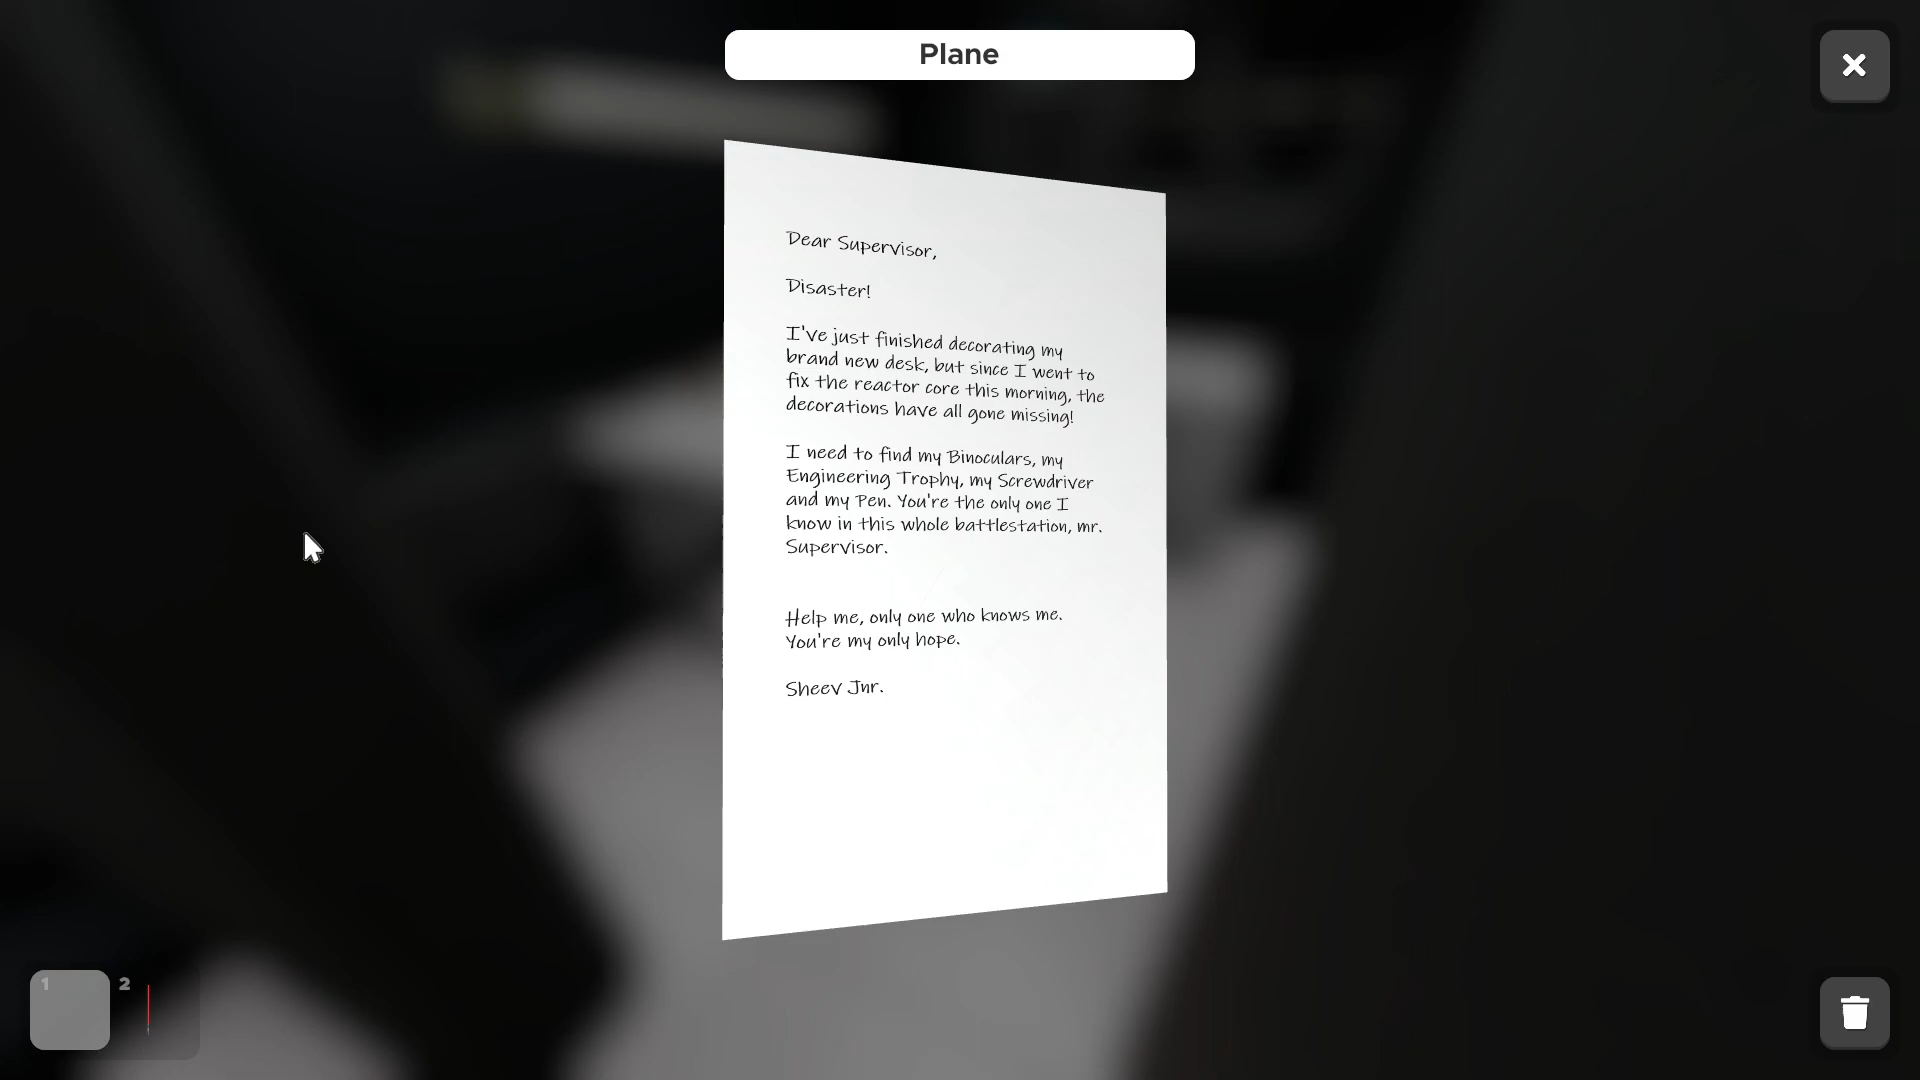 Plane
Dear Supervisor,
Disaster!
I've just finished decorating my
brand new desk, but since I went to
fix the reactor core this morning, the
decorations have all gone missing!
I need to find my Binoculars, my
Engineering Trophy, my Screwdriver
and my Pen. You're the only one I
know in this whole battlestation, mr.
Supervisor.
Help me, only one who knows me.
You're my only hope.
Sheev Jnr.
1 2